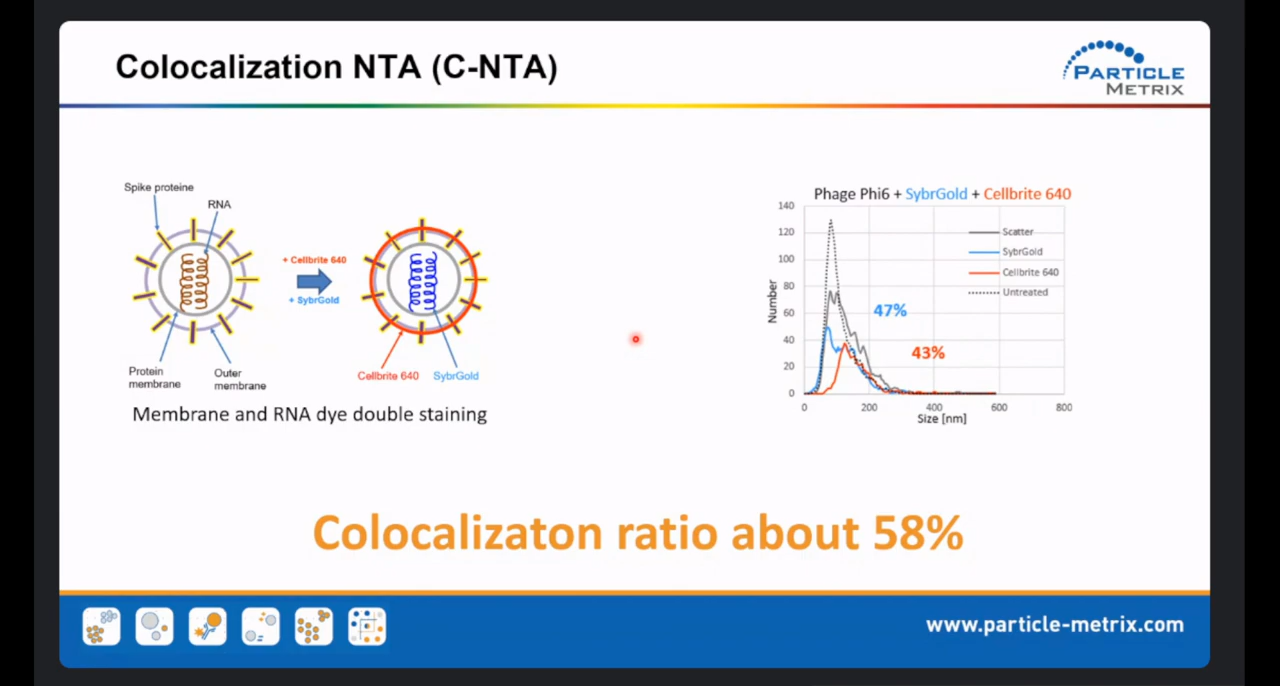 Colocalization NTA (C-NTA)
PARTICLE
METRIX
Spike proteine
RNA
+ Cellbrite 640
+ SybrGold
Protein
membrane
Outer
membrane
Cellbrite 640
SybrGold
Membrane and RNA dye double staining
Phage Phi6 + SybrGold + Cellbrite 640
140
120
100
80
60
40
20
0
Number
Scatter
SybrGold
Cellbrite 640
Untreated
47%
43%
0
200
400
600
800
Size [nm]
Colocalizaton ratio about 58%
www.particle-metrix.com